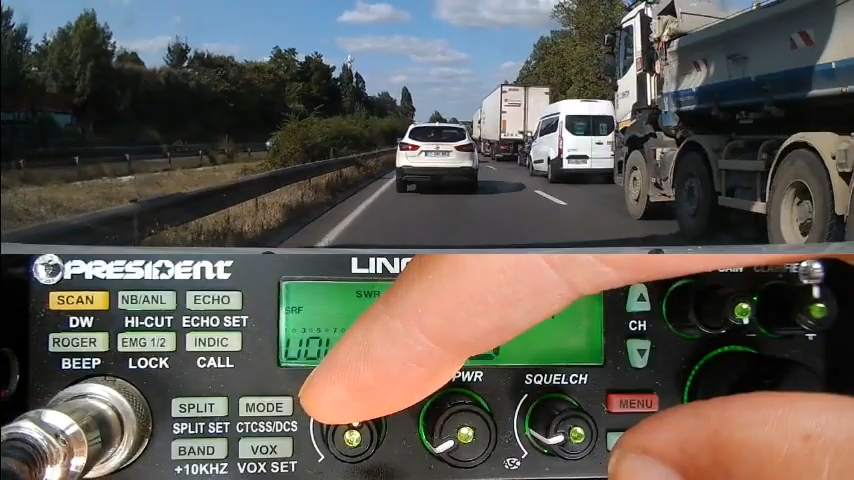 PRESIDENT
LINC
SCAN
NB/ANL
ECHO
SWR
SRF
DW
HI-CUT
ECHO SET
CH
ROGER
EMG 1/2
INDIC
BEEP
LOCK
CALL
PWR
SQUELCH
SPLIT
MODE
MENU
SPLIT SET
CTCSS/DCS
BAND
VOX
+10KHZ
VOX SET